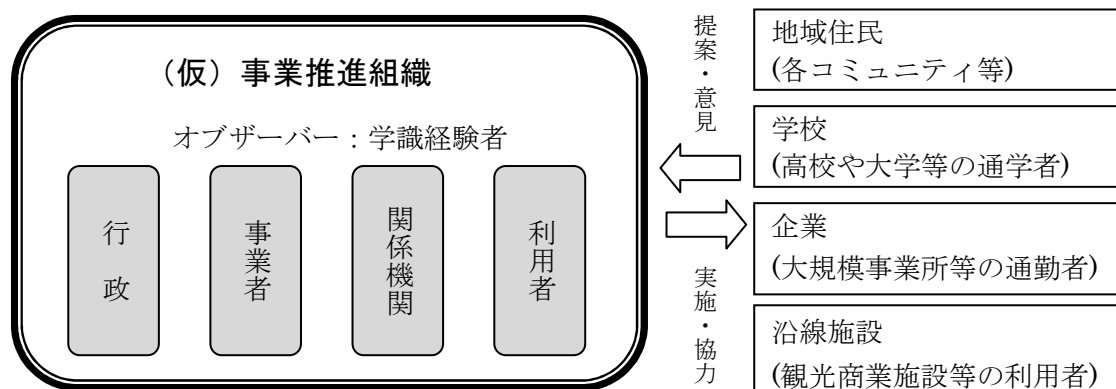 （仮）事業推進組織
オブザーバー：学識経験者
行政
事業者
関係機関
利用者
提案・意見
実施・協力
地域住民
(各コミュニティ等)
学校
(高校や大学等の通学者)
企業
(大規模事業所等の通勤者)
沿線施設
(観光商業施設等の利用者)